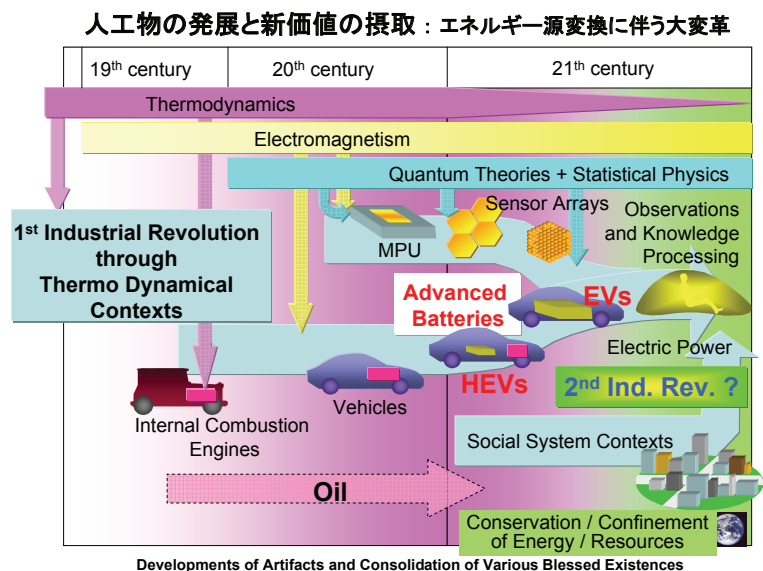 人工物の発展と新価値の摂取：エネルギー源変換に伴う大変革
19th century
20th century
21th century
Thermodynamics
Electromagnetism
Quantum Theories + Statistical Physics
1st Industrial Revolution
through
Thermo Dynamical
Contexts
MPU
Sensor Arrays
Observations
and Knowledge
Processing
Advanced
Batteries
EVs
HEVs
Electric Power
Vehicles
Internal Combustion
Engines
2nd Ind. Rev. ?
Social System Contexts
Oil
Conservation / Confinement
of Energy / Resources
Developments of Artifacts and Consolidation of Various Blessed Existences